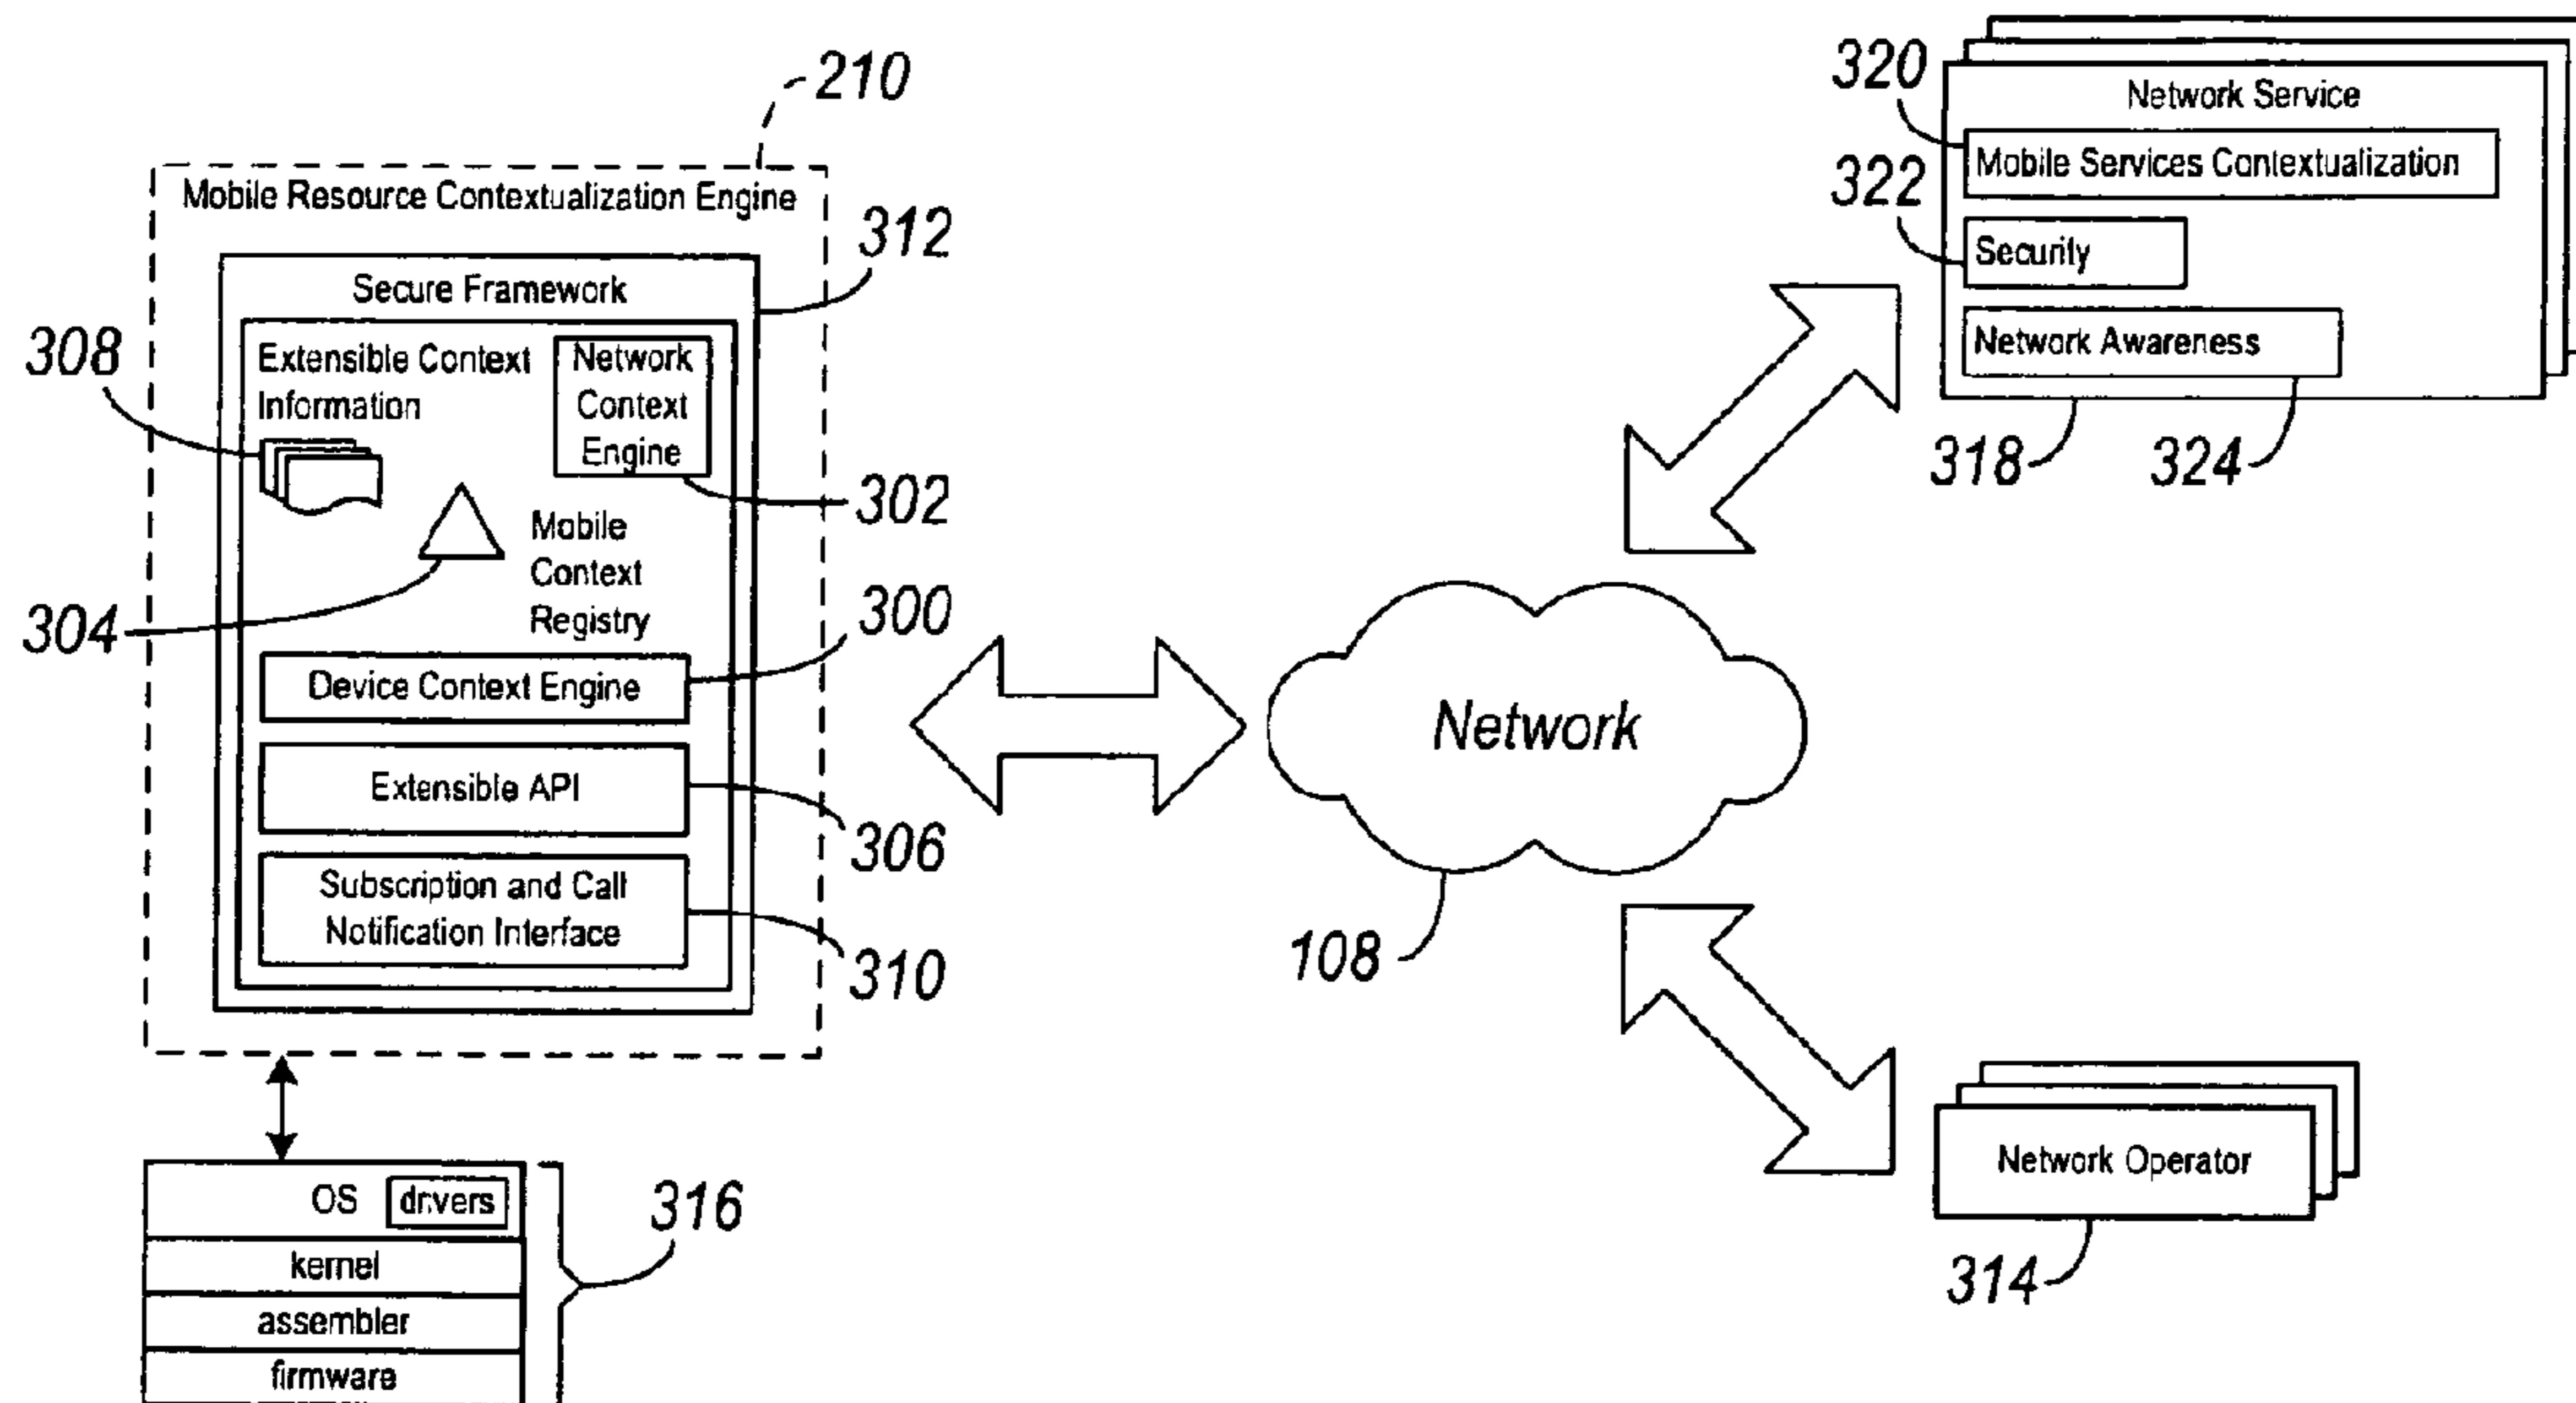 210
Mobile Resource Contextualization Engine
312
Secure Framework
308
Extensible Context
Information
Network
Context
Engine
302
Mobile
Context
Registry
304
300
Device Context Engine
Extensible API
306
Subscription and Call
Notification Interface
310
OS
drivers
kernel
assembler
firmware
316
Network
108
320
Network Service
Mobile Services Contextualization
322
Security
Network Awareness
318
324
Network Operator
314